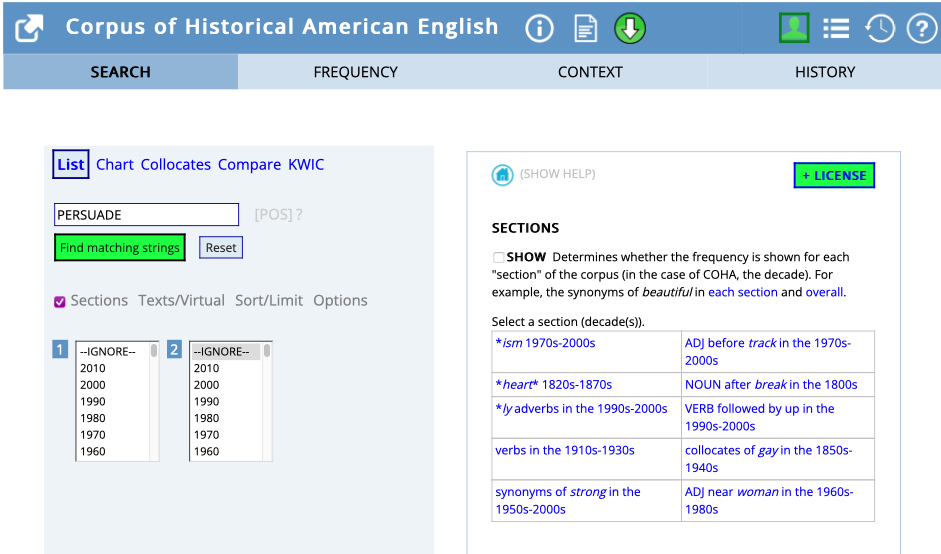 Corpus of Historical American English
SEARCH FREQUENCY CONTEXT HISTORY
List Chart Collocates Compare KWIC
PERSUADE [POS] ?
Find matching strings Reset
Sections Texts/Virtual Sort/Limit Options
1 --IGNORE-- 2 --IGNORE--
2010 2010
2000 2000
1990 1990
1980 1980
1970 1970
1960 1960
(SHOW HELP) + LICENSE
SECTIONS
SHOW Determines whether the frequency is shown for each
"section" of the corpus (in the case of COHA, the decade). For
example, the synonyms of beautiful in each section and overall.
Select a section (decade(s)).
*ism 1970s-2000s
ADJ before track in the 1970s-
2000s
*heart* 1820s-1870s
NOUN after break in the 1800s
*ly adverbs in the 1990s-2000s
VERB followed by up in the
1990s-2000s
verbs in the 1910s-1930s
collocates of gay in the 1850s-
1940s
synonyms of strong in the
1950s-2000s
ADJ near woman in the 1960s-
1980s